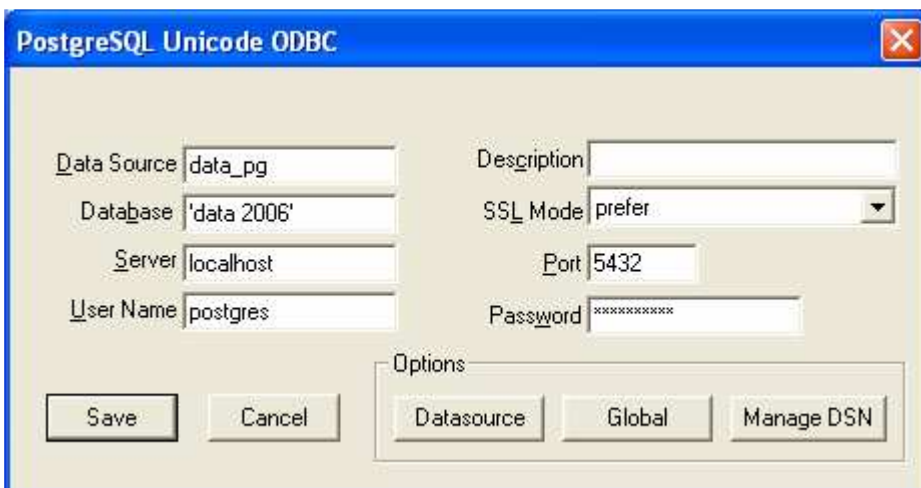 PostgreSQL Unicode ODBC
Data Source data_pg
Description
Database 'data 2006'
SSL Mode prefer
Server localhost
Port 5432
User Name postgres
Password **********
Options
Save
Cancel
Datasource
Global
Manage DSN